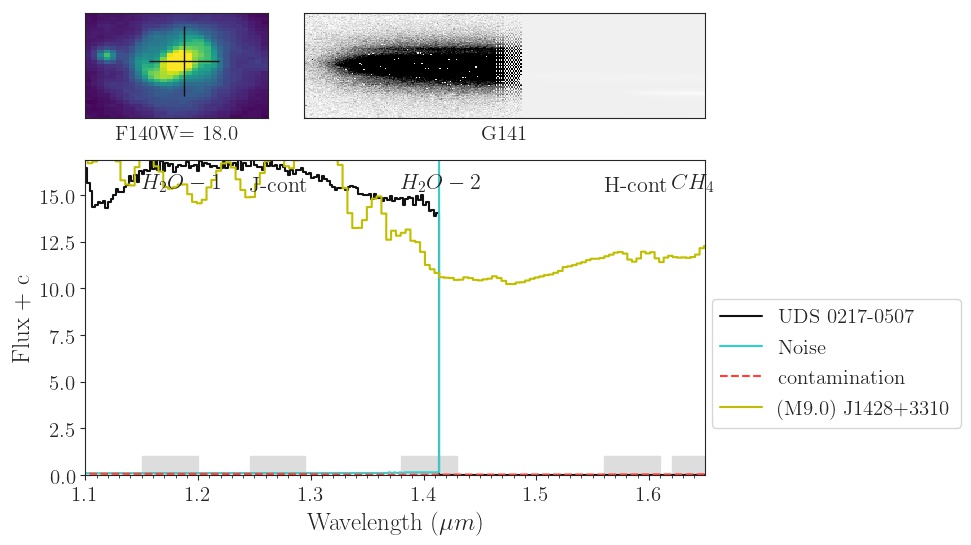 F140W= 18.0
G141
H₂O − 1
J-cont
H₂O − 2
H-cont
CH₄
15.0
12.5
10.0
7.5
5.0
2.5
0.0
Flux + c
1.1
1.2
1.3
1.4
1.5
1.6
Wavelength (μm)
UDS 0217-0507
Noise
contamination
(M9.0) J1428+3310